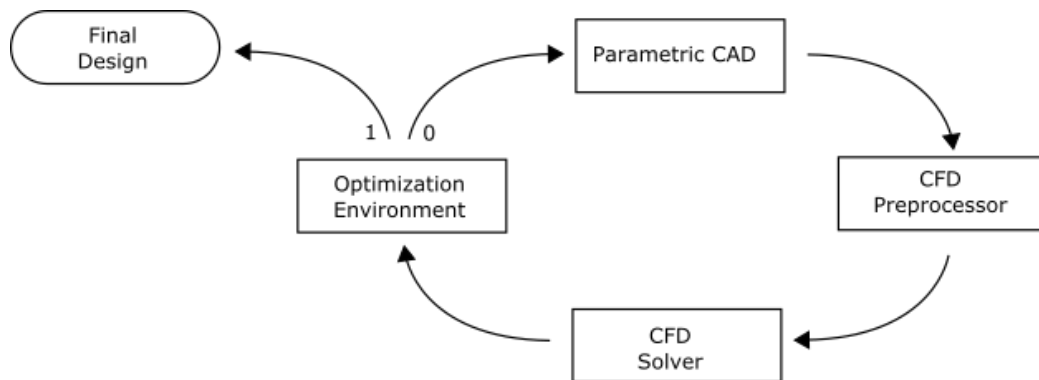 Final
Design
Parametric CAD
1
0
Optimization
Environment
CFD
Preprocessor
CFD
Solver